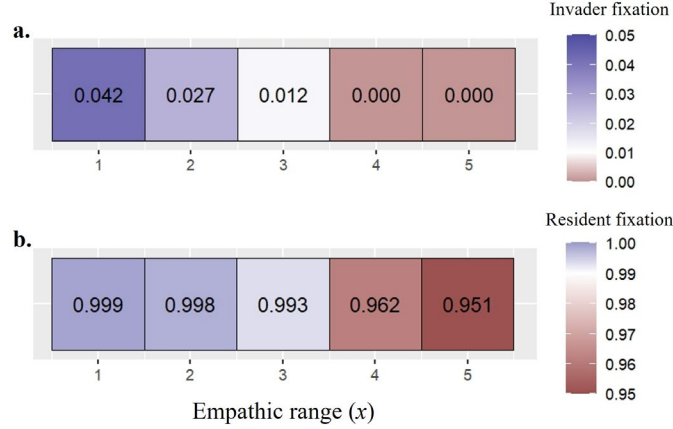 Invader fixation
a.
0.042 0.027 0.012 0.000 0.000
1 2 3 4 5
0.05
0.04
0.03
0.02
0.01
0.00
Resident fixation
b.
0.999 0.998 0.993 0.962 0.951
1 2 3 4 5
1.00
0.99
0.98
0.97
0.96
0.95
Empathic range (x)